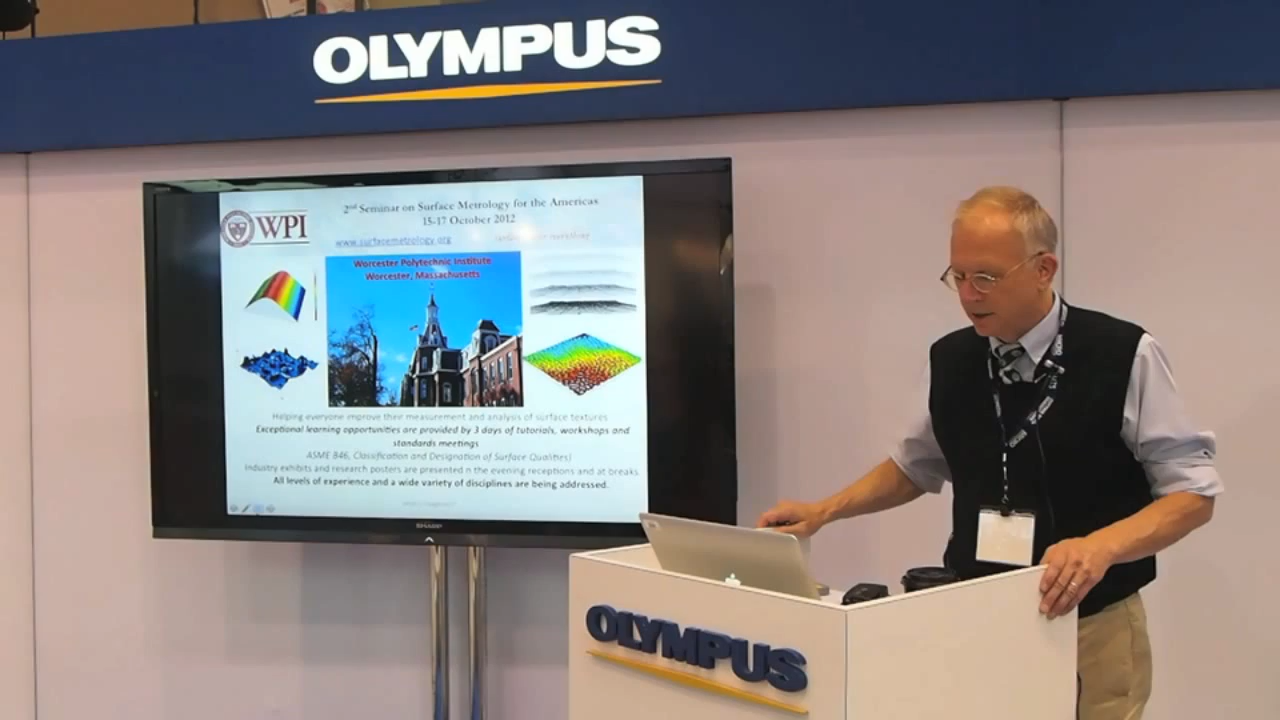 OLYMPUS
WPI
2nd Seminar on Surface Metrology for the Americas
15-17 October 2012
www.surfacemetrology.org
Worcester Polytechnic Institute
Worcester, Massachusetts
Helping everyone improve their measurement and analysis of surface textures
Exceptional learning opportunities are provided by 3 days of tutorials, workshops and
standards meetings
ASME B46, Classification and Designation of Surface Qualities)
Industry exhibits and research posters are presented n the evening receptions and at breaks.
All levels of experience and a wide variety of disciplines are being addressed.
SHARP
OLYMPUS